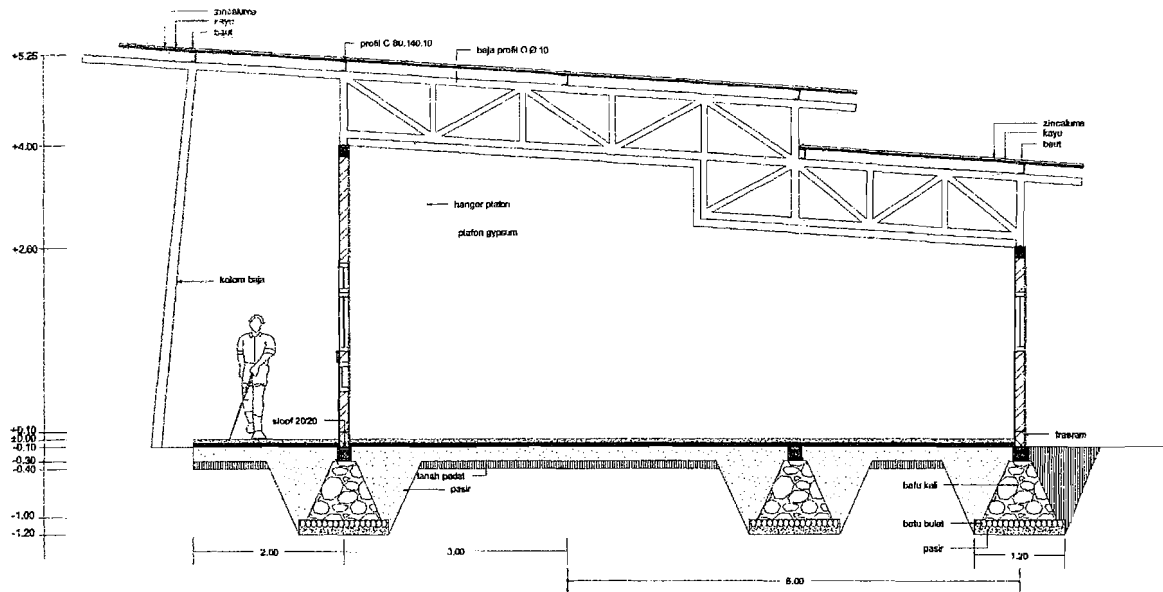 zincalume
kayu
baut
profil C 80.140.10
baja profil O Ø 10
+5.25
zincalume
kayu
baut
+4.00
hanger plafon
plafon gypsum
+2.60
kolom baja
sloof 20/20
+0.10
±0.00
-0.10
-0.30
-0.40
trasram
tanah padat
pasir
batu kali
-1.00
batu bulat
-1.20
pasir
2.00
3.00
1.20
6.00